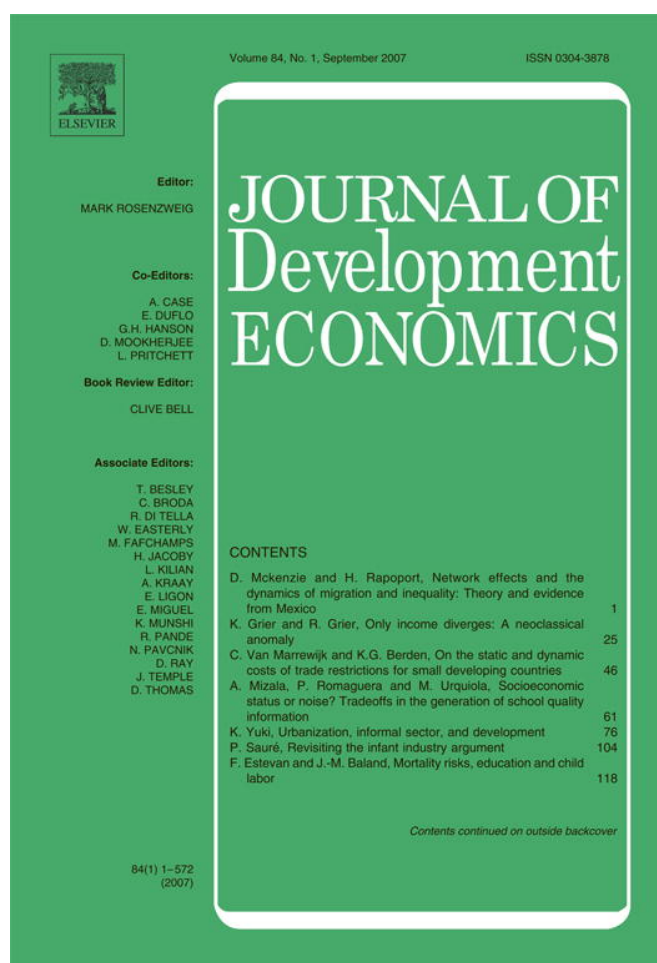 Volume 84, No. 1, September 2007 ISSN 0304-3878
ELSEVIER
Editor:
MARK ROSENZWEIG
Co-Editors:
A. CASE
E. DUFLO
G.H. HANSON
D. MOOKHERJEE
L. PRITCHETT
Book Review Editor:
CLIVE BELL
Associate Editors:
T. BESLEY
C. BRODA
R. DI TELLA
W. EASTERLY
M. FAFCHAMPS
H. JACOBY
L. KILIAN
A. KRAAY
E. LIGON
E. MIGUEL
K. MUNSHI
R. PANDE
N. PAVCNIK
D. RAY
J. TEMPLE
D. THOMAS
84(1) 1–572
(2007)
JOURNAL OF
Development
ECONOMICS
CONTENTS
D. Mckenzie and H. Rapoport, Network effects and the
dynamics of migration and inequality: Theory and evidence
from Mexico 1
K. Grier and R. Grier, Only income diverges: A neoclassical
anomaly 25
C. Van Marrewijk and K.G. Berden, On the static and dynamic
costs of trade restrictions for small developing countries 46
A. Mizala, P. Romaguera and M. Urquiola, Socioeconomic
status or noise? Tradeoffs in the generation of school quality
information 61
K. Yuki, Urbanization, informal sector, and development 76
P. Sauré, Revisiting the infant industry argument 104
F. Estevan and J.-M. Baland, Mortality risks, education and child
labor 118
Contents continued on outside backcover